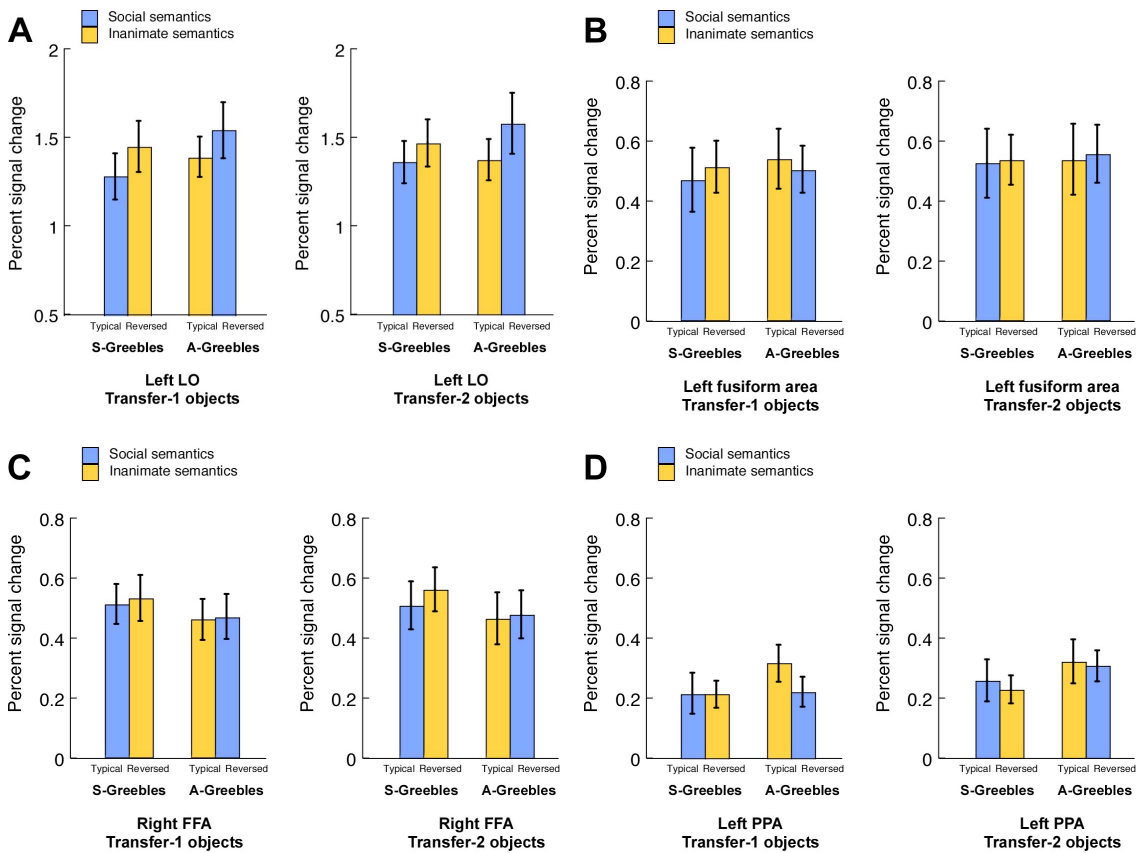 A
Social semantics
Inanimate semantics
Percent signal change
2
1.5
1
0.5
Typical Reversed
Typical Reversed
S-Greebles
A-Greebles
Left LO
Transfer-1 objects
Percent signal change
2
1.5
1
0.5
Typical Reversed
Typical Reversed
S-Greebles
A-Greebles
Left LO
Transfer-2 objects
B
Social semantics
Inanimate semantics
Percent signal change
0.8
0.6
0.4
0.2
0
Typical Reversed
Typical Reversed
S-Greebles
A-Greebles
Left fusiform area
Transfer-1 objects
Percent signal change
0.8
0.6
0.4
0.2
0
Typical Reversed
Typical Reversed
S-Greebles
A-Greebles
Left fusiform area
Transfer-2 objects
C
Social semantics
Inanimate semantics
Percent signal change
0.8
0.6
0.4
0.2
0
Typical Reversed
Typical Reversed
S-Greebles
A-Greebles
Right FFA
Transfer-1 objects
Percent signal change
0.8
0.6
0.4
0.2
0
Typical Reversed
Typical Reversed
S-Greebles
A-Greebles
Right FFA
Transfer-2 objects
D
Social semantics
Inanimate semantics
Percent signal change
0.8
0.6
0.4
0.2
0
Typical Reversed
Typical Reversed
S-Greebles
A-Greebles
Left PPA
Transfer-1 objects
Percent signal change
0.8
0.6
0.4
0.2
0
Typical Reversed
Typical Reversed
S-Greebles
A-Greebles
Left PPA
Transfer-2 objects